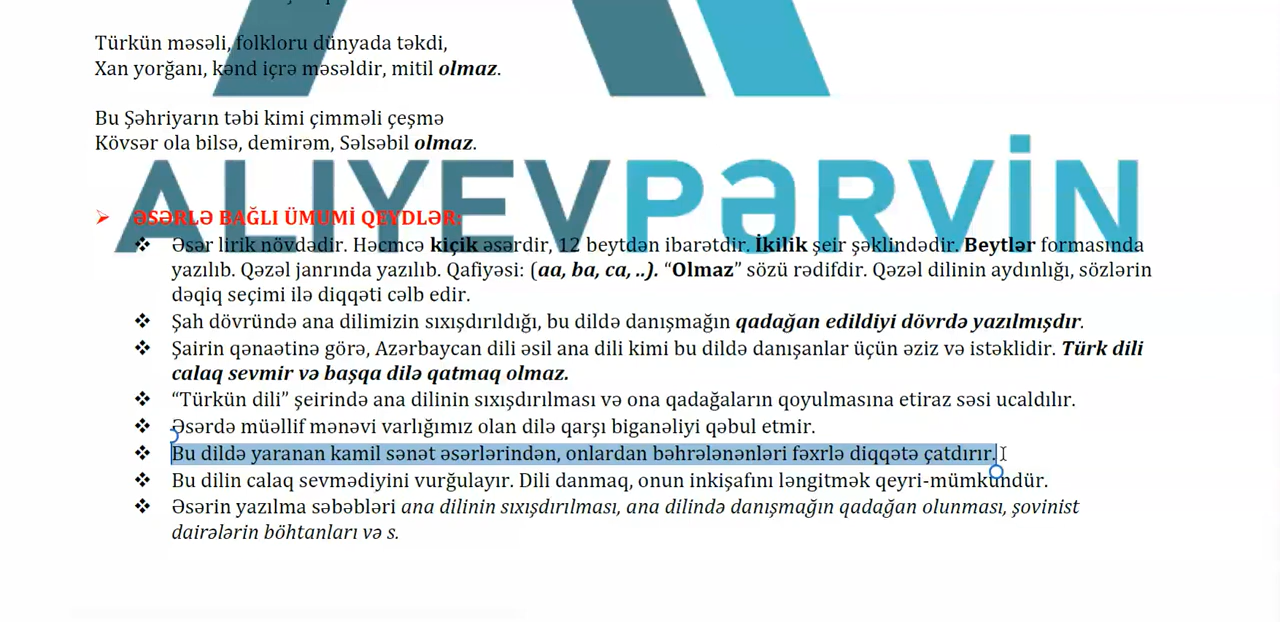 Türkün məsəli, folkloru dünyada təkdi,
Xan yorğanı, kənd içrə məsəldir, mitil olmaz.
Bu Şəhriyarın təbi kimi çimməli çeşmə
Kövsər ola bilsə, demirəm, Səlsəbil olmaz.
ALIYEVPƏRVİN
➢ ƏSƏRLƏ BAĞLI ÜMUMİ QEYDLƏR:
❖ Əsər lirik növdədir. Həcmcə kiçik əsərdir, 12 beytdən ibarətdir. İkilik şeir şəklindədir. Beytlər formasında
yazılıb. Qəzəl janrında yazılıb. Qafiyəsi: (aa, ba, ca, ..). “Olmaz” sözü rədifdir. Qəzəl dilinin aydınlığı, sözlərin
dəqiq seçimi ilə diqqəti cəlb edir.
❖ Şah dövründə ana dilimizin sıxışdırıldığı, bu dildə danışmağın qadağan edildiyi dövrdə yazılmışdır.
❖ Şairin qənaətinə görə, Azərbaycan dili əsil ana dili kimi bu dildə danışanlar üçün əziz və istəklidir. Türk dili
calaq sevmir və başqa dilə qatmaq olmaz.
❖ “Türkün dili” şeirində ana dilinin sıxışdırılması və ona qadağaların qoyulmasına etiraz səsi ucaldılır.
❖ Əsərdə müəllif mənəvi varlığımız olan dilə qarşı biganəliyi qəbul etmir.
❖ Bu dildə yaranan kamil sənət əsərlərindən, onlardan bəhrələnənləri fəxrlə diqqətə çatdırır.
❖ Bu dilin calaq sevmədiyini vurğulayır. Dili danmaq, onun inkişafını ləngitmək qeyri-mümkündür.
❖ Əsərin yazılma səbəbləri ana dilinin sıxışdırılması, ana dilində danışmağın qadağan olunması, şovinist
dairələrin böhtanları və s.